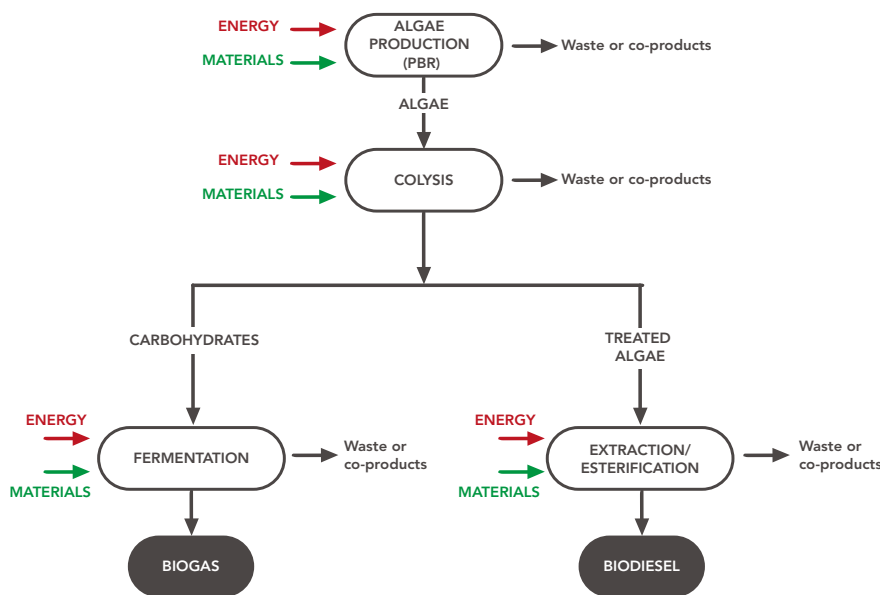 ENERGY
MATERIALS
ALGAE
PRODUCTION
(PBR)
Waste or co-products
ALGAE
ENERGY
MATERIALS
COLYSIS
Waste or co-products
CARBOHYDRATES
TREATED
ALGAE
ENERGY
MATERIALS
FERMENTATION
Waste or
co-products
ENERGY
MATERIALS
EXTRACTION/
ESTERIFICATION
Waste or
co-products
BIOGAS
BIODIESEL